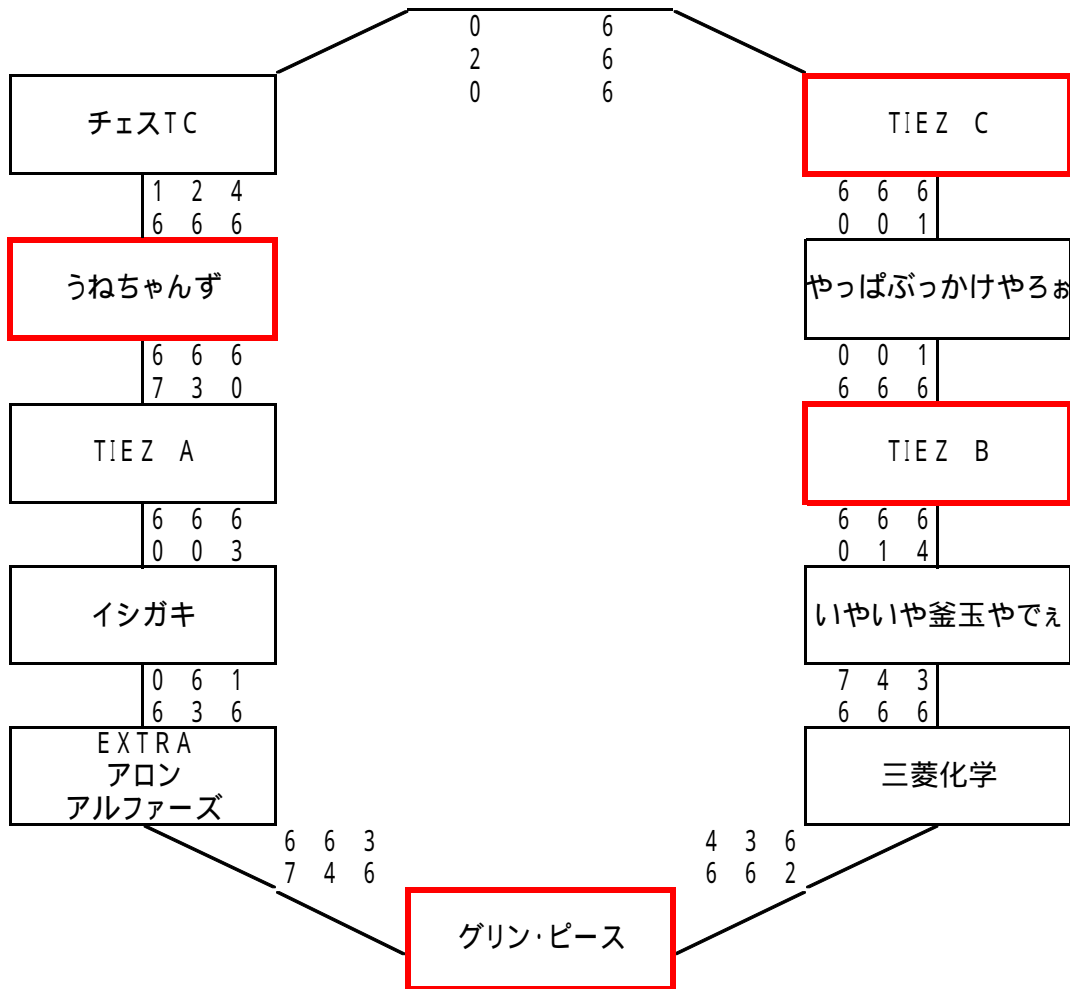 0 6
2 6
0 6
チェスTC
TIEZ C
1 2 4
6 6 6
6 6 6
0 0 1
うねちゃんず
やっぱぶっかけやろぉ
6 6 6
7 3 0
0 0 1
6 6 6
TIEZ A
TIEZ B
6 6 6
0 0 3
6 6 6
0 1 4
イシガキ
いやいや釜玉やでぇ
0 6 1
6 3 6
7 4 3
6 6 6
EXTRA
アロン
アルファーズ
三菱化学
6 6 3
7 4 6
4 3 6
6 6 2
グリン・ピース